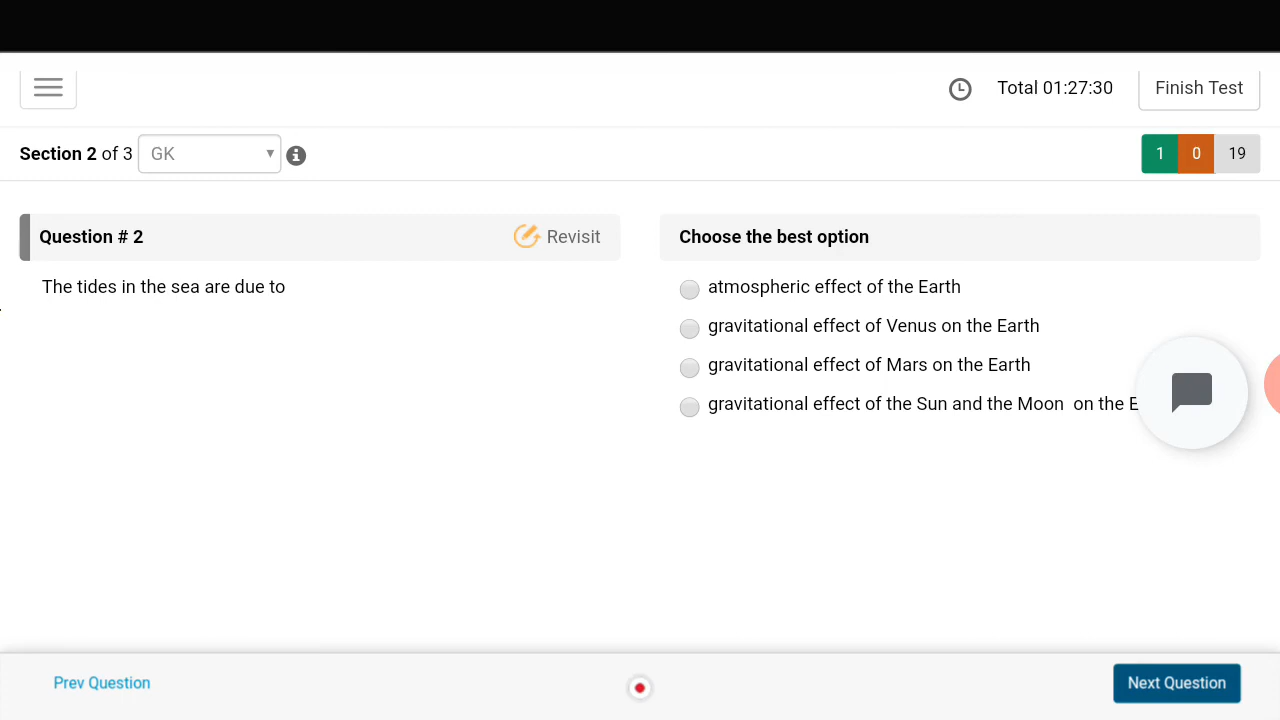 Total 01:27:30
Finish Test
Section 2 of 3 GK
1 0 19
Question # 2
Revisit
The tides in the sea are due to
Choose the best option
atmospheric effect of the Earth
gravitational effect of Venus on the Earth
gravitational effect of Mars on the Earth
gravitational effect of the Sun and the Moon on the E
Prev Question
Next Question